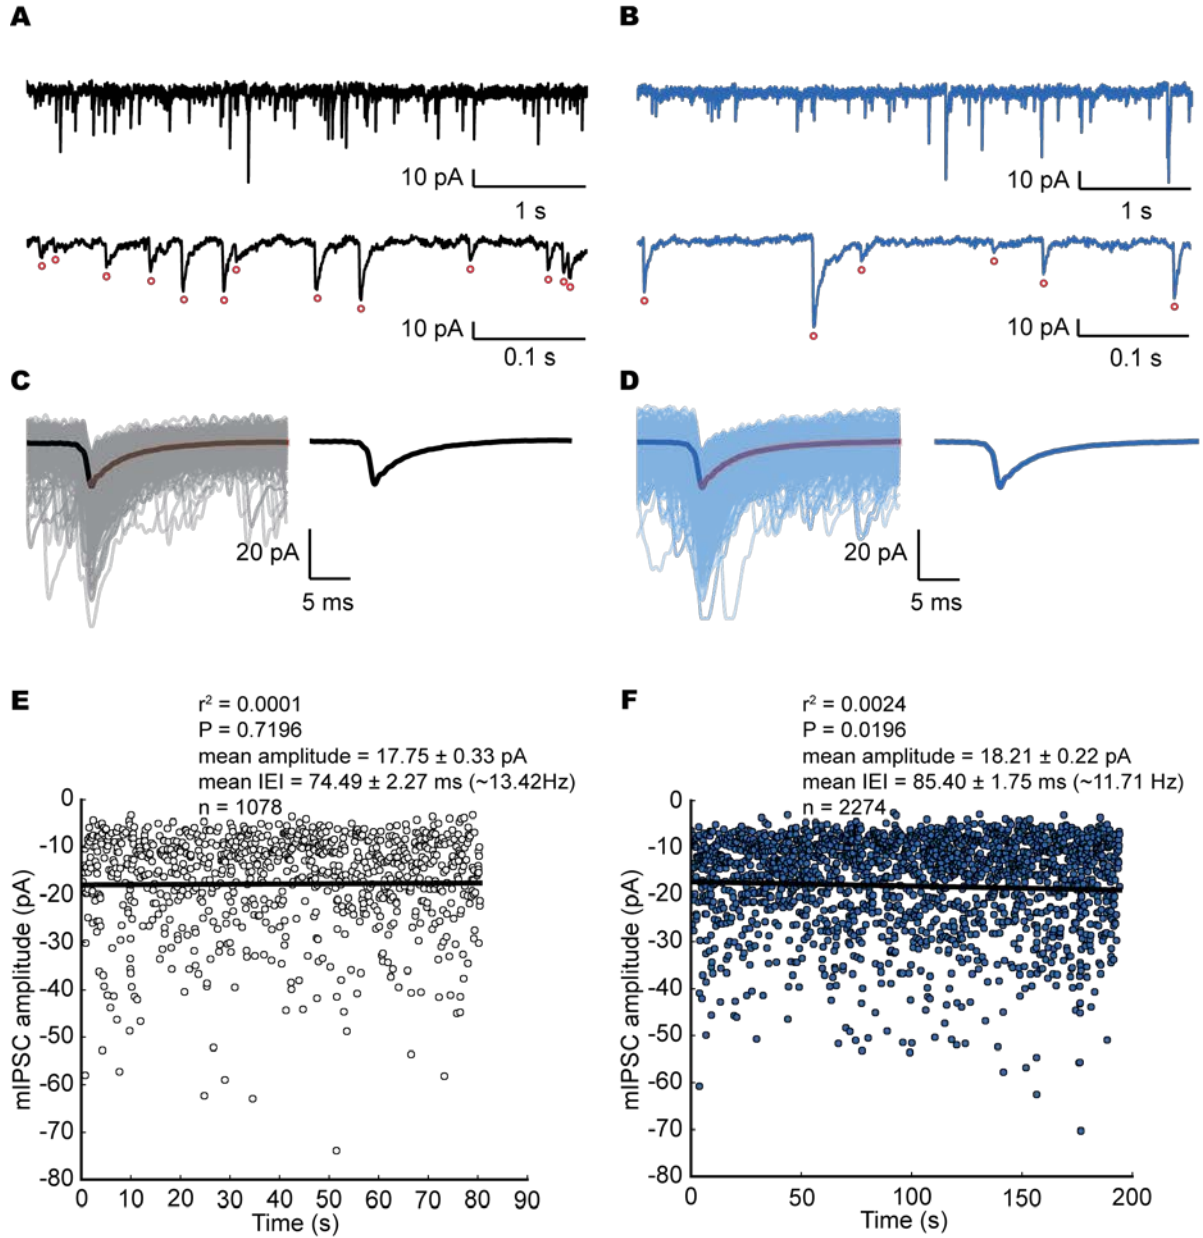 A
B
10 pA
1 s
10 pA
1 s
10 pA
0.1 s
10 pA
0.1 s
C
D
20 pA
5 ms
20 pA
5 ms
E
r² = 0.0001
P = 0.7196
mean amplitude = 17.75 ± 0.33 pA
mean IEI = 74.49 ± 2.27 ms (~13.42Hz)
n = 1078
mIPSC amplitude (pA)
0
-10
-20
-30
-40
-50
-60
-70
-80
0 10 20 30 40 50 60 70 80 90
Time (s)
F
r² = 0.0024
P = 0.0196
mean amplitude = 18.21 ± 0.22 pA
mean IEI = 85.40 ± 1.75 ms (~11.71 Hz)
n = 2274
mIPSC amplitude (pA)
0
-10
-20
-30
-40
-50
-60
-70
-80
0 50 100 150 200
Time (s)